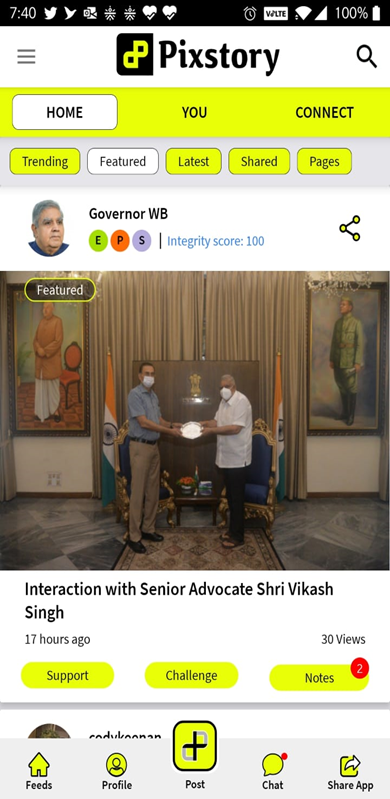 7:40
VoLTE
100%
Pixstory
HOME
YOU
CONNECT
Trending
Featured
Latest
Shared
Pages
Governor WB
E P S | Integrity score: 100
Featured
Interaction with Senior Advocate Shri Vikash
Singh
17 hours ago
30 Views
Support
Challenge
Notes
2
codykeenan
Feeds
Profile
Post
Chat
Share App